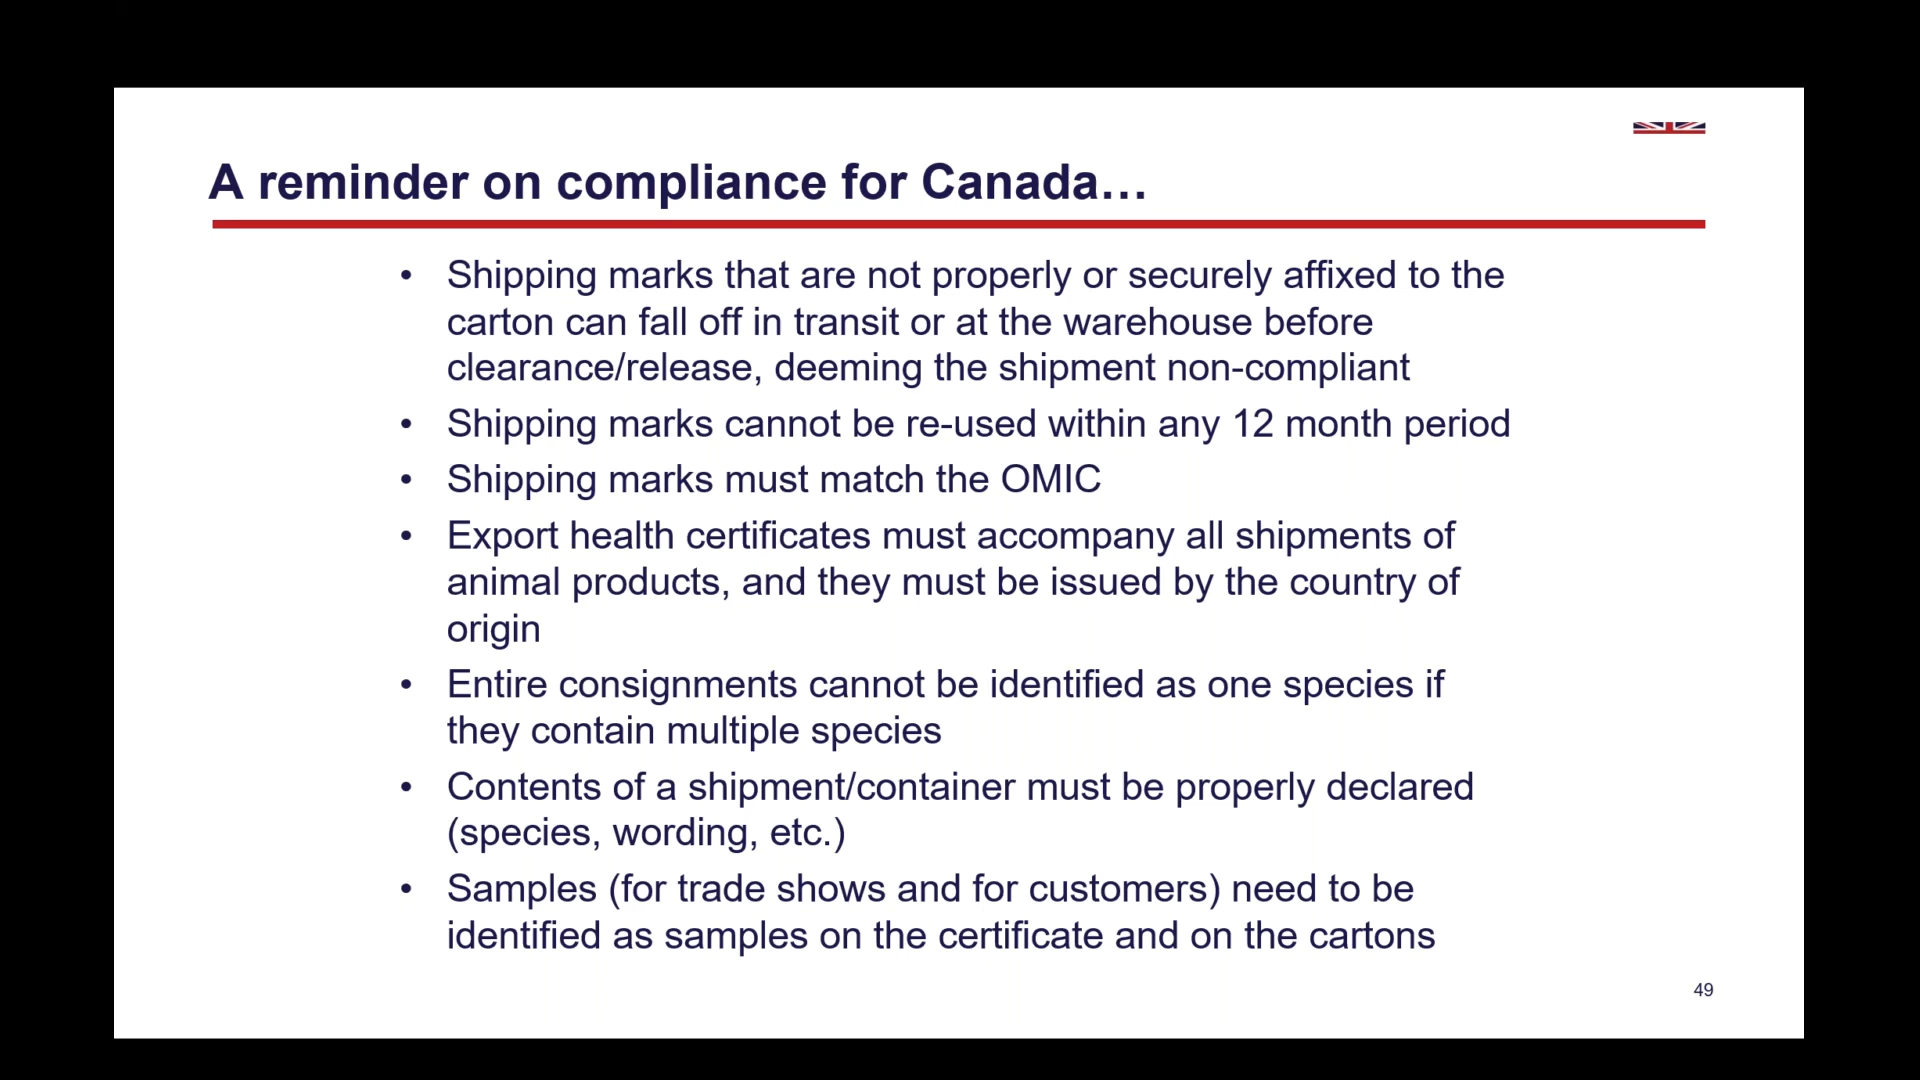 A reminder on compliance for Canada…
• Shipping marks that are not properly or securely affixed to the
carton can fall off in transit or at the warehouse before
clearance/release, deeming the shipment non-compliant
• Shipping marks cannot be re-used within any 12 month period
• Shipping marks must match the OMIC
• Export health certificates must accompany all shipments of
animal products, and they must be issued by the country of
origin
• Entire consignments cannot be identified as one species if
they contain multiple species
• Contents of a shipment/container must be properly declared
(species, wording, etc.)
• Samples (for trade shows and for customers) need to be
identified as samples on the certificate and on the cartons
49